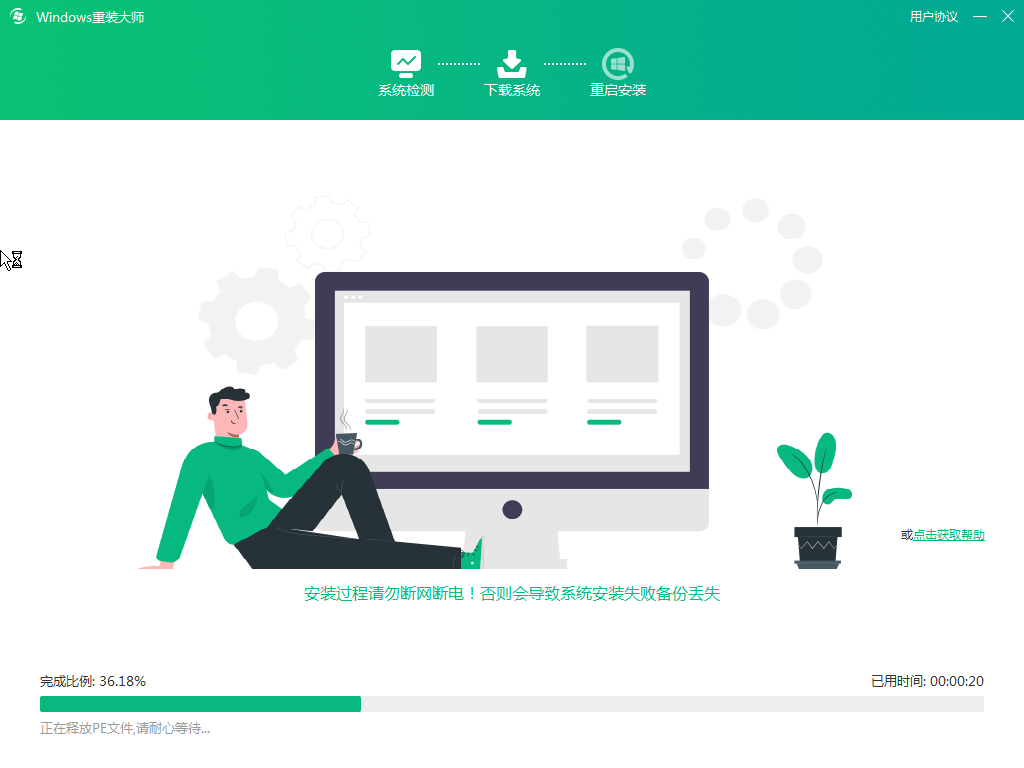 Windows重装大师
用户协议
系统检测
下载系统
重启安装
或点击获取帮助
安装过程请勿断网断电！否则会导致系统安装失败备份丢失
完成比例: 36.18%
已用时间: 00:00:20
正在释放PE文件,请耐心等待...